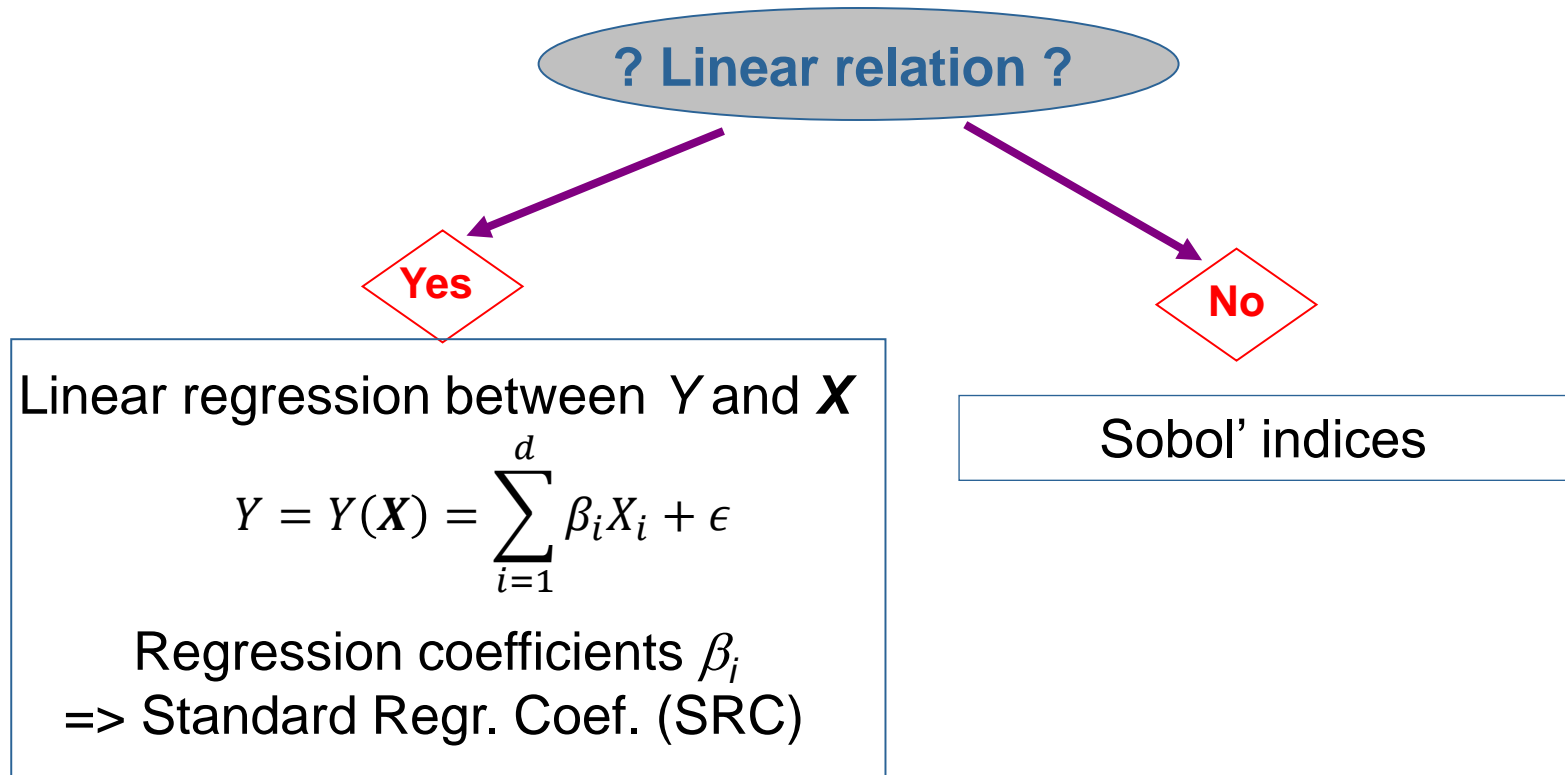 ? Linear relation ?
Yes
No
Linear regression between Y and X
Y = Y(X) = \sum_{i=1}^{d} β_i X_i + ϵ
Regression coefficients β_i
=> Standard Regr. Coef. (SRC)
Sobol’ indices